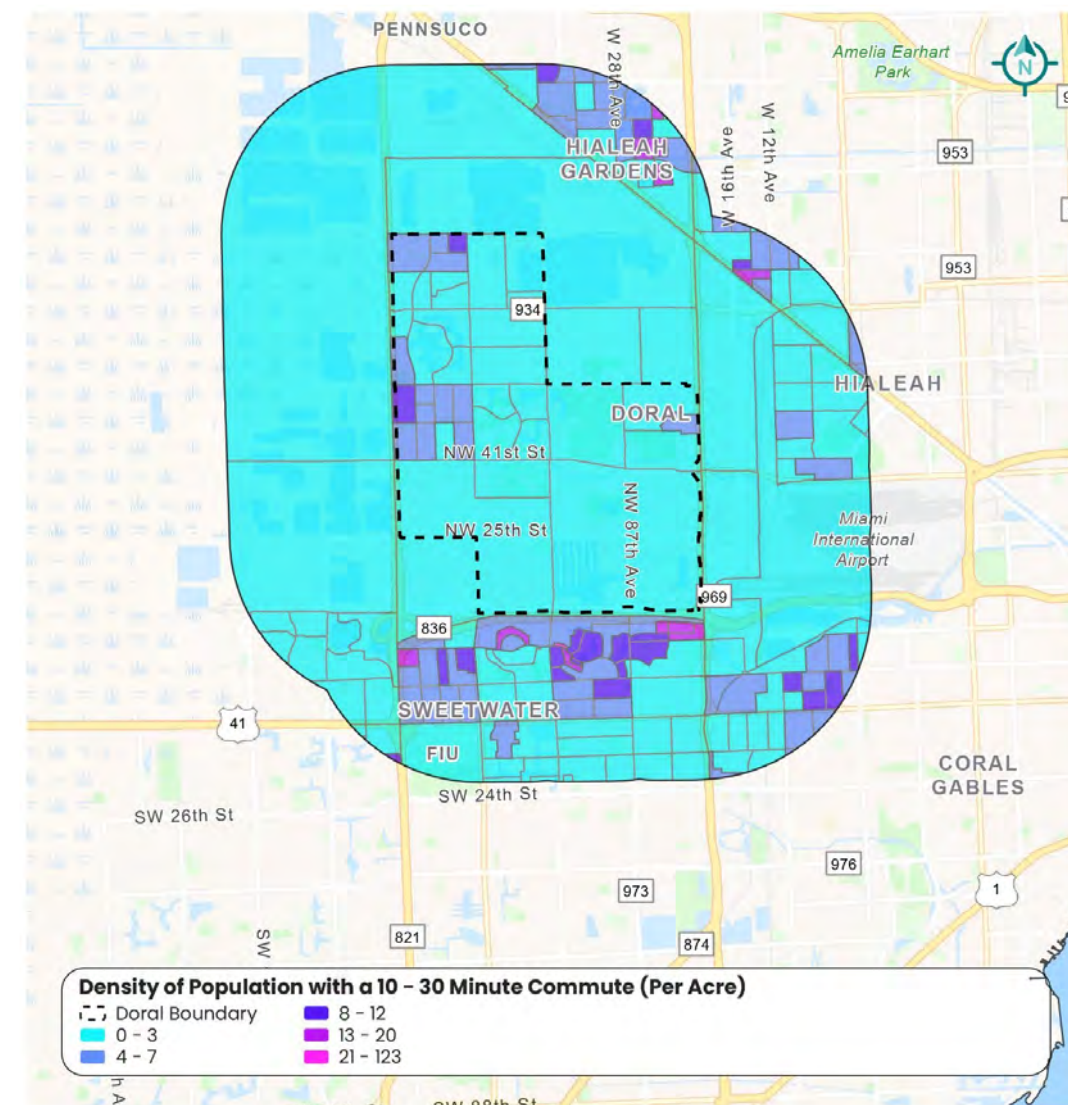 PENNSUCO
Amelia Earhart
Park
N
W 28th Ave
W 16th Ave
W 12th Ave
953
HIALEAH
GARDENS
953
934
HIALEAH
DORAL
NW 41st St
NW 87th Ave
NW 25th St
Miami
International
Airport
969
836
SWEETWATER
41
FIU
CORAL
GABLES
SW 24th St
SW 26th St
976
973
1
SW
821
874
Density of Population with a 10 - 30 Minute Commute (Per Acre)
Doral Boundary
0 - 3
4 - 7
8 - 12
13 - 20
21 - 123